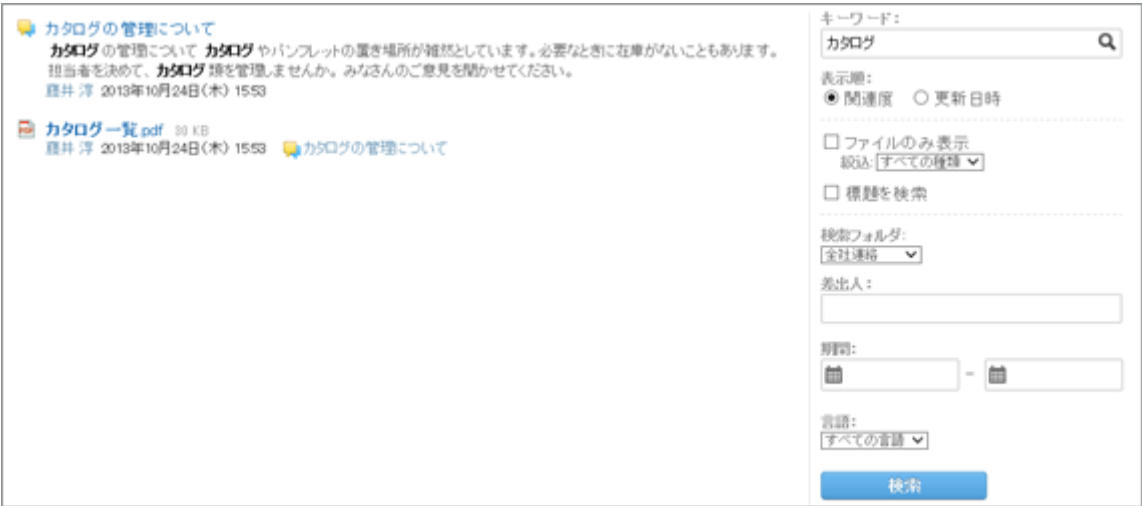 カタログの管理について
カタログ の管理について カタログ やパンフレットの置き場所が雑然としています。必要なときに在庫がないこともあります。
担当者を決めて、カタログ 類を管理しませんか。みなさんのご意見を聞かせてください。
淳 2013年10月24日(木) 15:53
カタログ一覧.pdf 30 KB
淳 2013年10月24日(木) 15:53 カタログの管理について
キーワード:
カタログ
表示順:
関連度 更新日時
ファイルのみ表示
絞込: すべての種類
標題を検索
検索フォルダ:
全社連絡
差出人:
期間:
-
言語:
すべての言語
検索